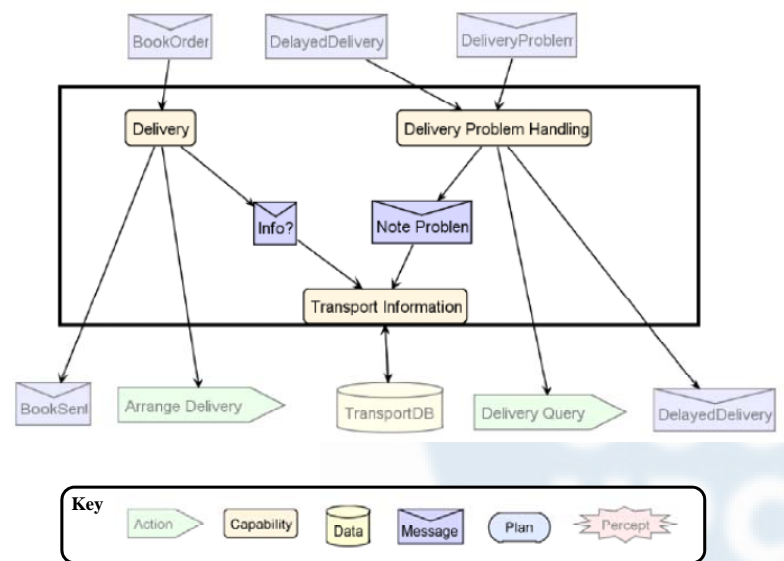 BookOrder
DelayedDelivery
DeliveryProblem
Delivery
Delivery Problem Handling
Info?
Note Problem
Transport Information
BookSent
Arrange Delivery
TransportDB
Delivery Query
DelayedDelivery
Key
Action
Capability
Data
Message
Plan
Percept